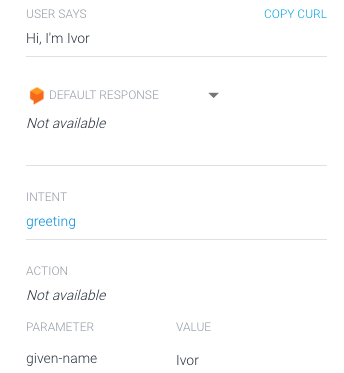 USER SAYS COPY CURL
Hi, I'm Ivor
DEFAULT RESPONSE
Not available
INTENT
greeting
ACTION
Not available
PARAMETER VALUE
given-name Ivor